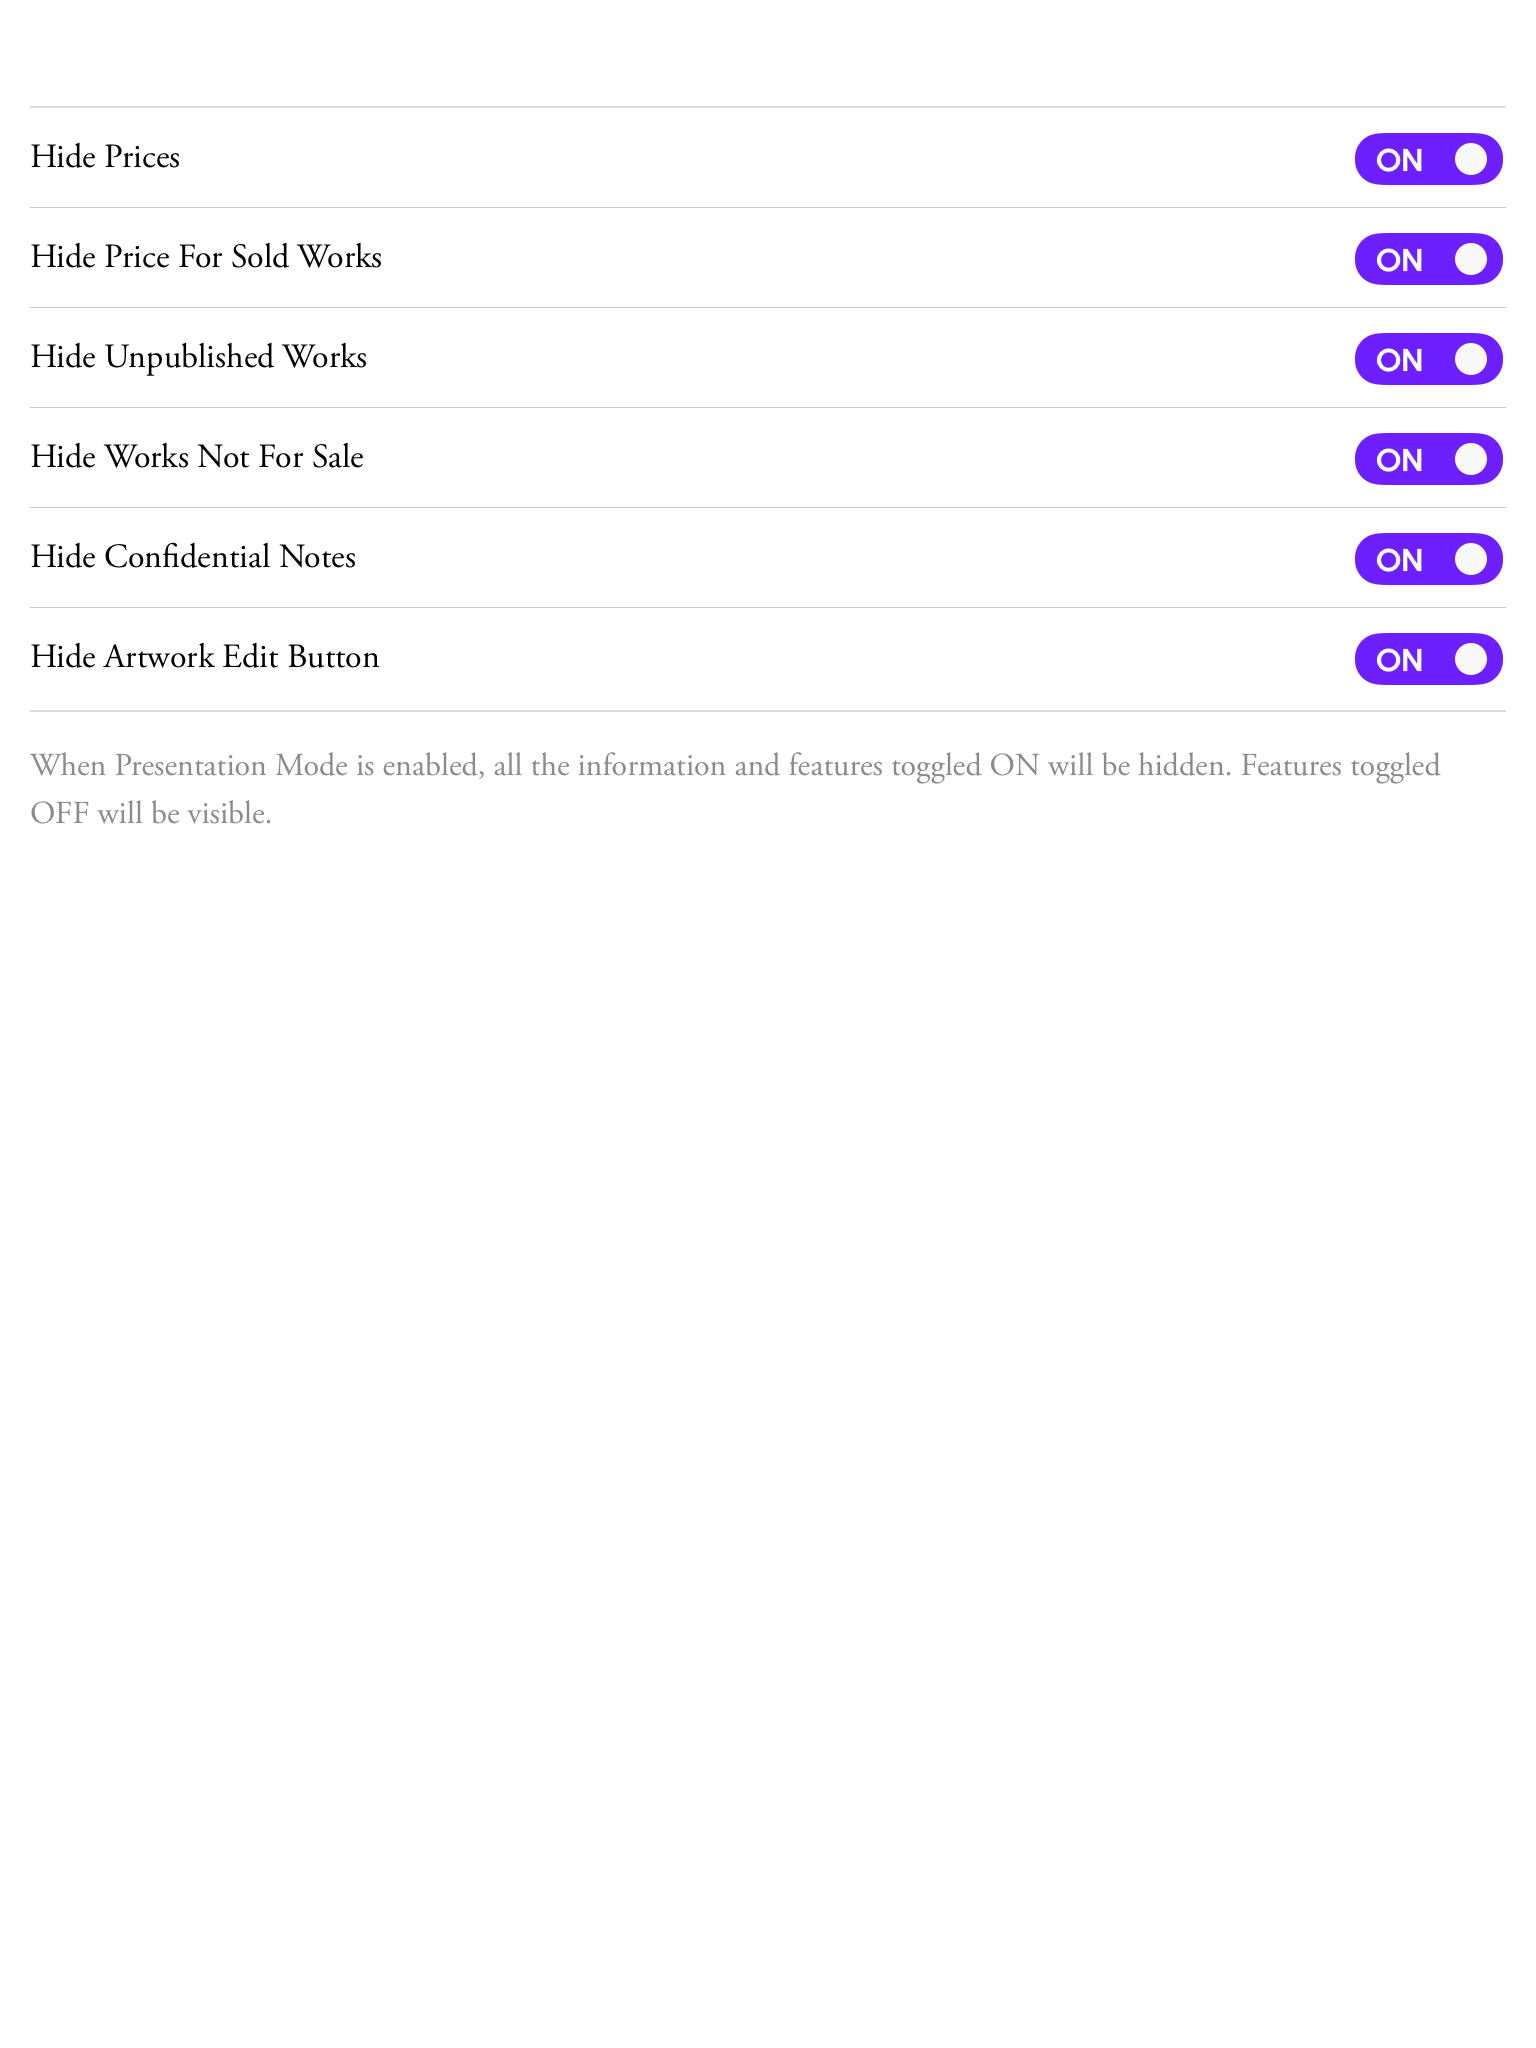 Hide Prices ON
Hide Price For Sold Works ON
Hide Unpublished Works ON
Hide Works Not For Sale ON
Hide Confidential Notes ON
Hide Artwork Edit Button ON
When Presentation Mode is enabled, all the information and features toggled ON will be hidden. Features toggled
OFF will be visible.